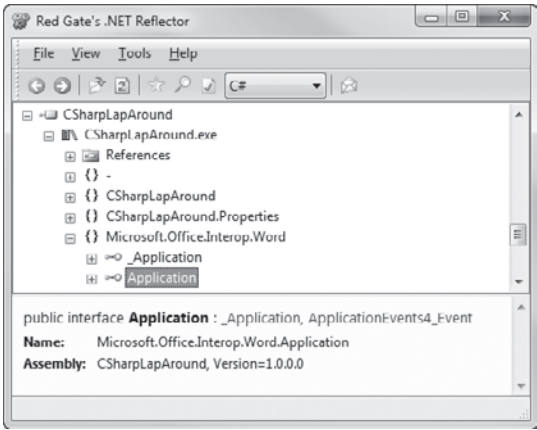 Red Gate's .NET Reflector
File View Tools Help
C#
CSharpLapAround
CSharpLapAround.exe
References
{} -
{} CSharpLapAround
{} CSharpLapAround.Properties
{} Microsoft.Office.Interop.Word
_Application
Application
public interface Application : _Application, ApplicationEvents4_Event
Name: Microsoft.Office.Interop.Word.Application
Assembly: CSharpLapAround, Version=1.0.0.0